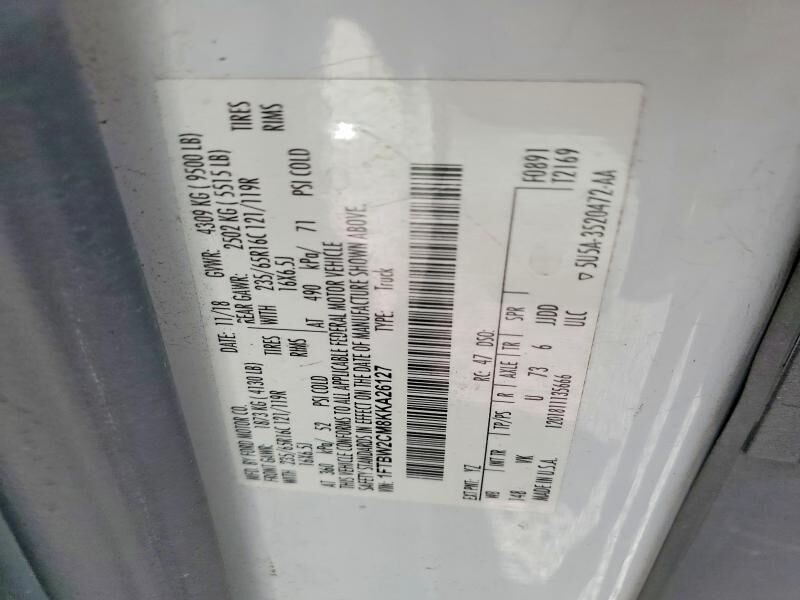 MFG. BY FORD MOTOR CO.
DATE: 11/18 GVWR: 4309 KG ( 9500 LB)
FRONT GAWR: 1873 KG ( 4130 LB) REAR GAWR: 2502 KG ( 5515 LB)
WITH 235/65R16C 121/119R TIRES WITH 235/65R16C 121/119R TIRES
16X6.5J RIMS 16X6.5J RIMS
AT 360 kPa/ 52 PSI COLD AT 490 kPa/ 71 PSI COLD
THIS VEHICLE CONFORMS TO ALL APPLICABLE FEDERAL MOTOR VEHICLE
SAFETY STANDARDS IN EFFECT ON THE DATE OF MANUFACTURE SHOWN ABOVE.
VIN: 1FTBW2CM8KKA26127 TYPE: Truck
EXT PNT: YZ RC: 47 DSO: F0891
WB INT TR TP/PS R AXLE TR SPR T2169
148 VK U 73 6 JJDD
MADE IN U.S.A. 1201811135666 ULC
5U5A-3520472-AA